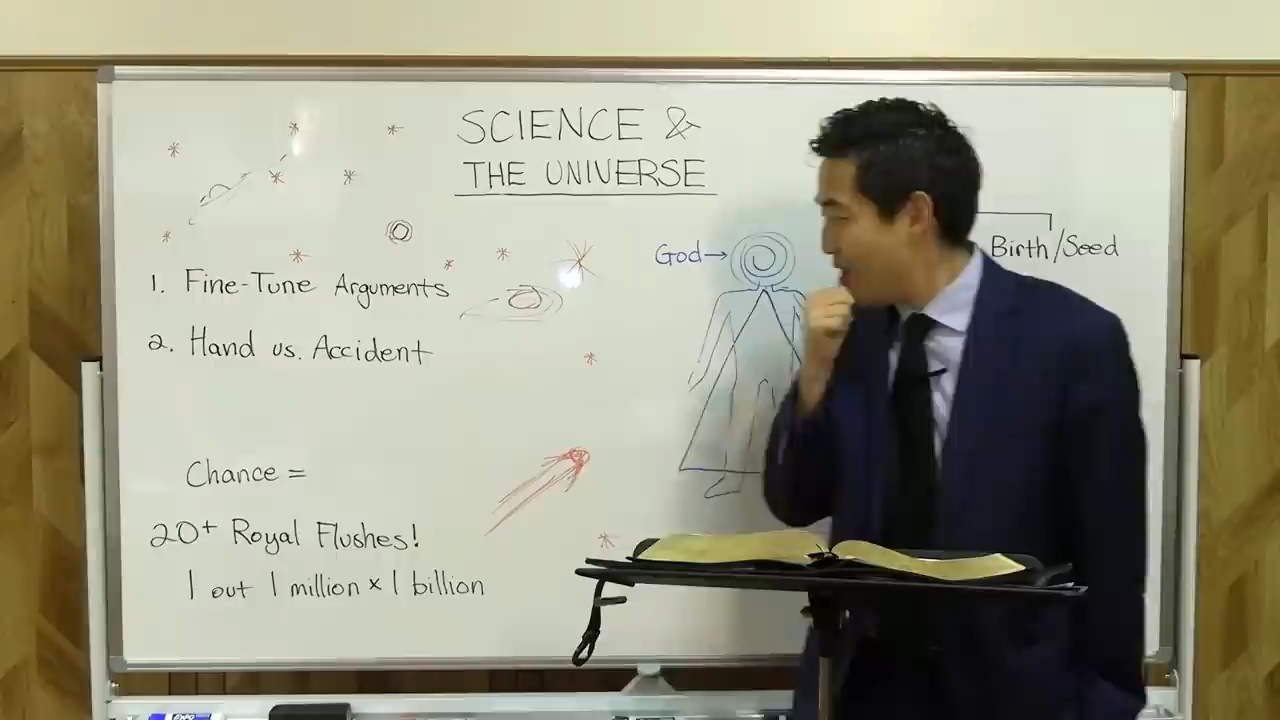 SCIENCE &
THE UNIVERSE
God→
Birth/Seed
1. Fine-Tune Arguments
2. Hand vs. Accident
Chance =
20+ Royal Flushes!
1 out 1 million × 1 billion
EXPO